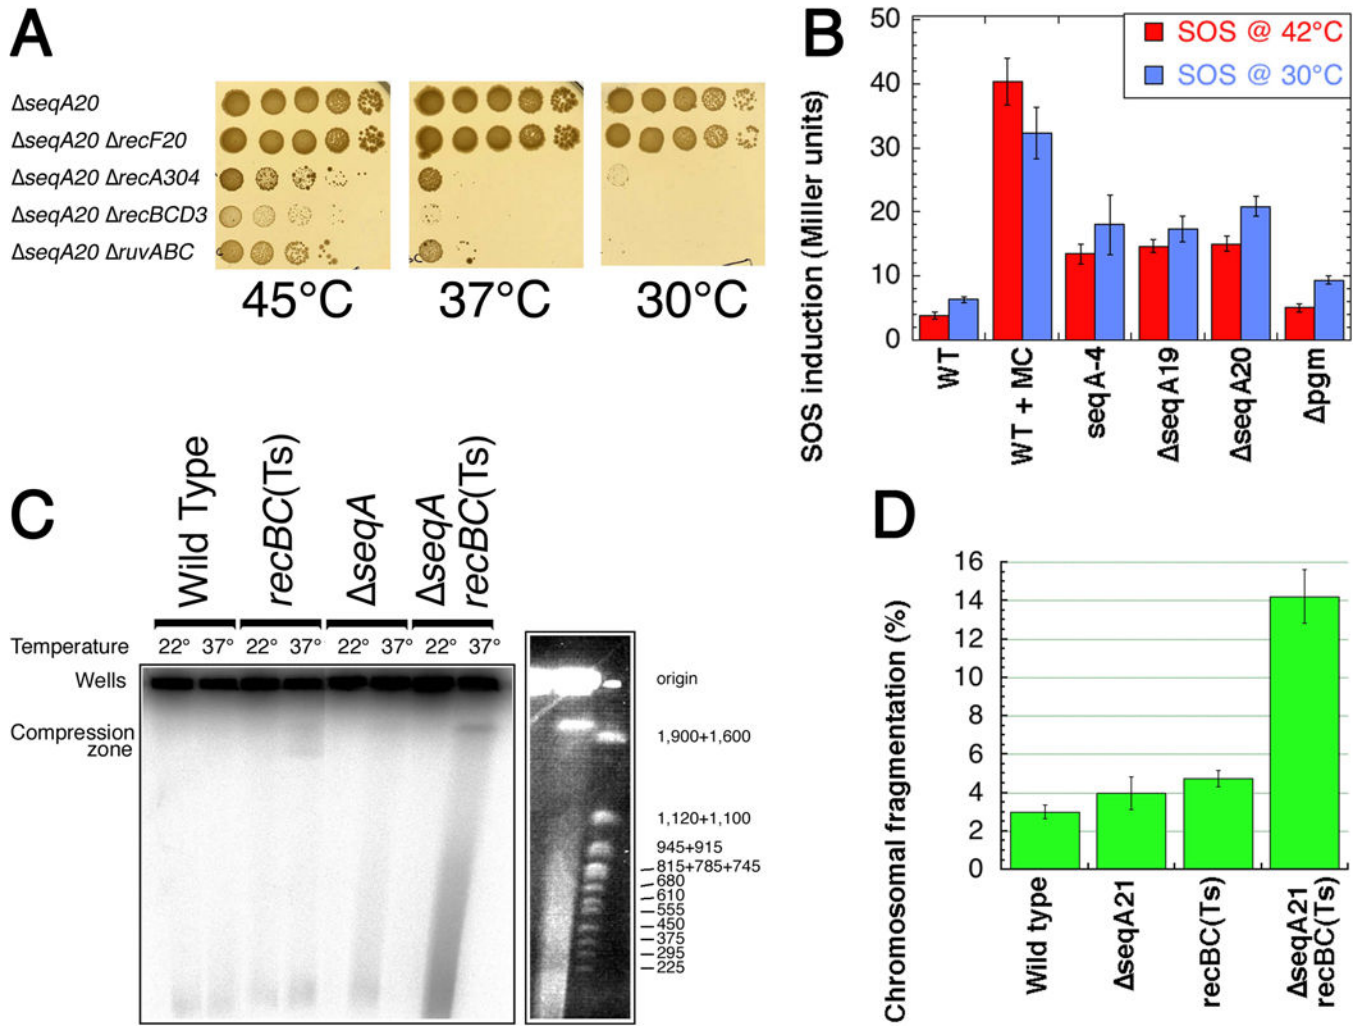 A
ΔseqA20
ΔseqA20 ΔrecF20
ΔseqA20 ΔrecA304
ΔseqA20 ΔrecBCD3
ΔseqA20 ΔruvABC
45°C
37°C
30°C
B
SOS induction (Miller units)
50
40
30
20
10
0
SOS @ 42°C
SOS @ 30°C
WT
WT + MC
seqA-4
ΔseqA19
ΔseqA20
Δpgm
C
Wild Type
recBC(Ts)
ΔseqA
ΔseqA
recBC(Ts)
Temperature
22° 37° 22° 37° 22° 37° 22° 37°
Wells
Compression
zone
origin
1,900+1,600
1,120+1,100
945+915
815+785+745
680
610
555
450
375
295
225
D
Chromosomal fragmentation (%)
16
14
12
10
8
6
4
2
0
Wild type
ΔseqA21
recBC(Ts)
ΔseqA21
recBC(Ts)